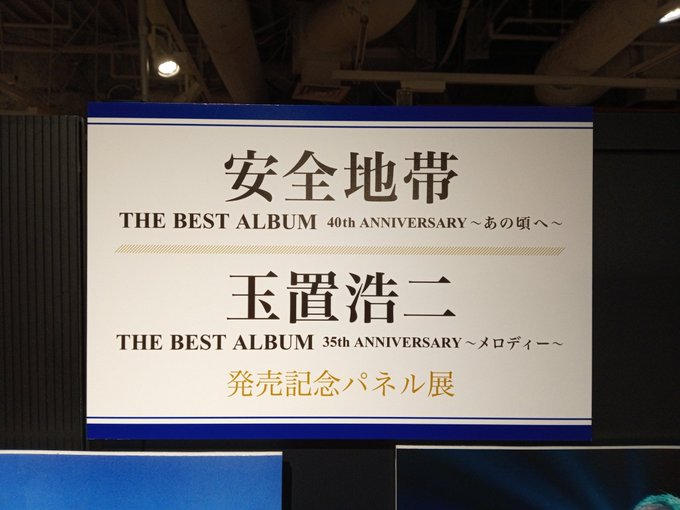 安全地帯
THE BEST ALBUM 40th ANNIVERSARY ～あの頃へ～
玉置浩二
THE BEST ALBUM 35th ANNIVERSARY ～メロディー～
発売記念パネル展